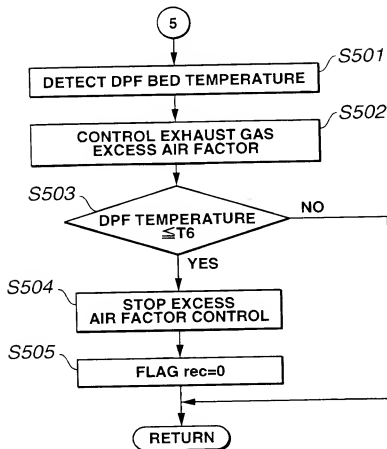 5
S501
DETECT DPF BED TEMPERATURE
S502
CONTROL EXHAUST GAS
EXCESS AIR FACTOR
S503
DPF TEMPERATURE
≦T6
NO
YES
S504
STOP EXCESS
AIR FACTOR CONTROL
S505
FLAG rec=0
RETURN